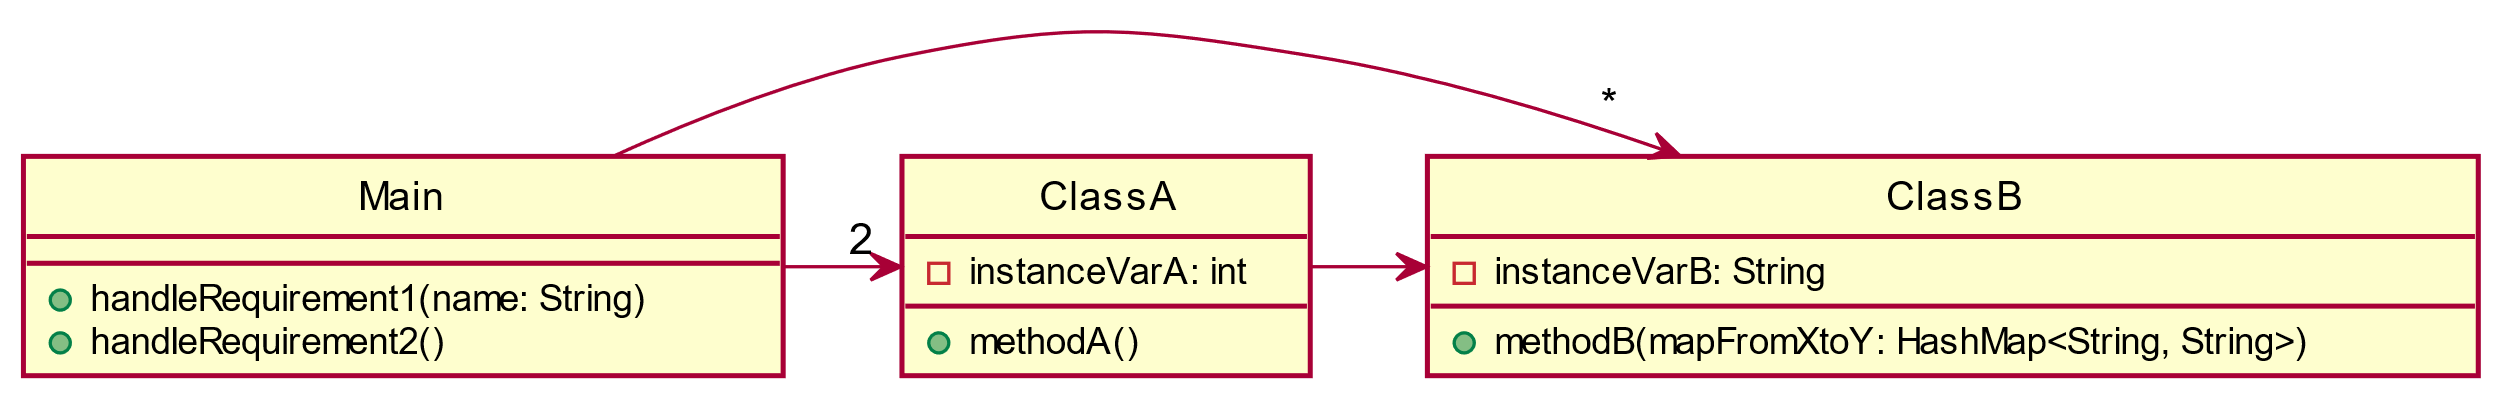 *
Main
handleRequirement1(name: String)
handleRequirement2()
2
ClassA
instanceVarA: int
methodA()
ClassB
instanceVarB: String
methodB(mapFromXtoY: HashMap<String, String>)